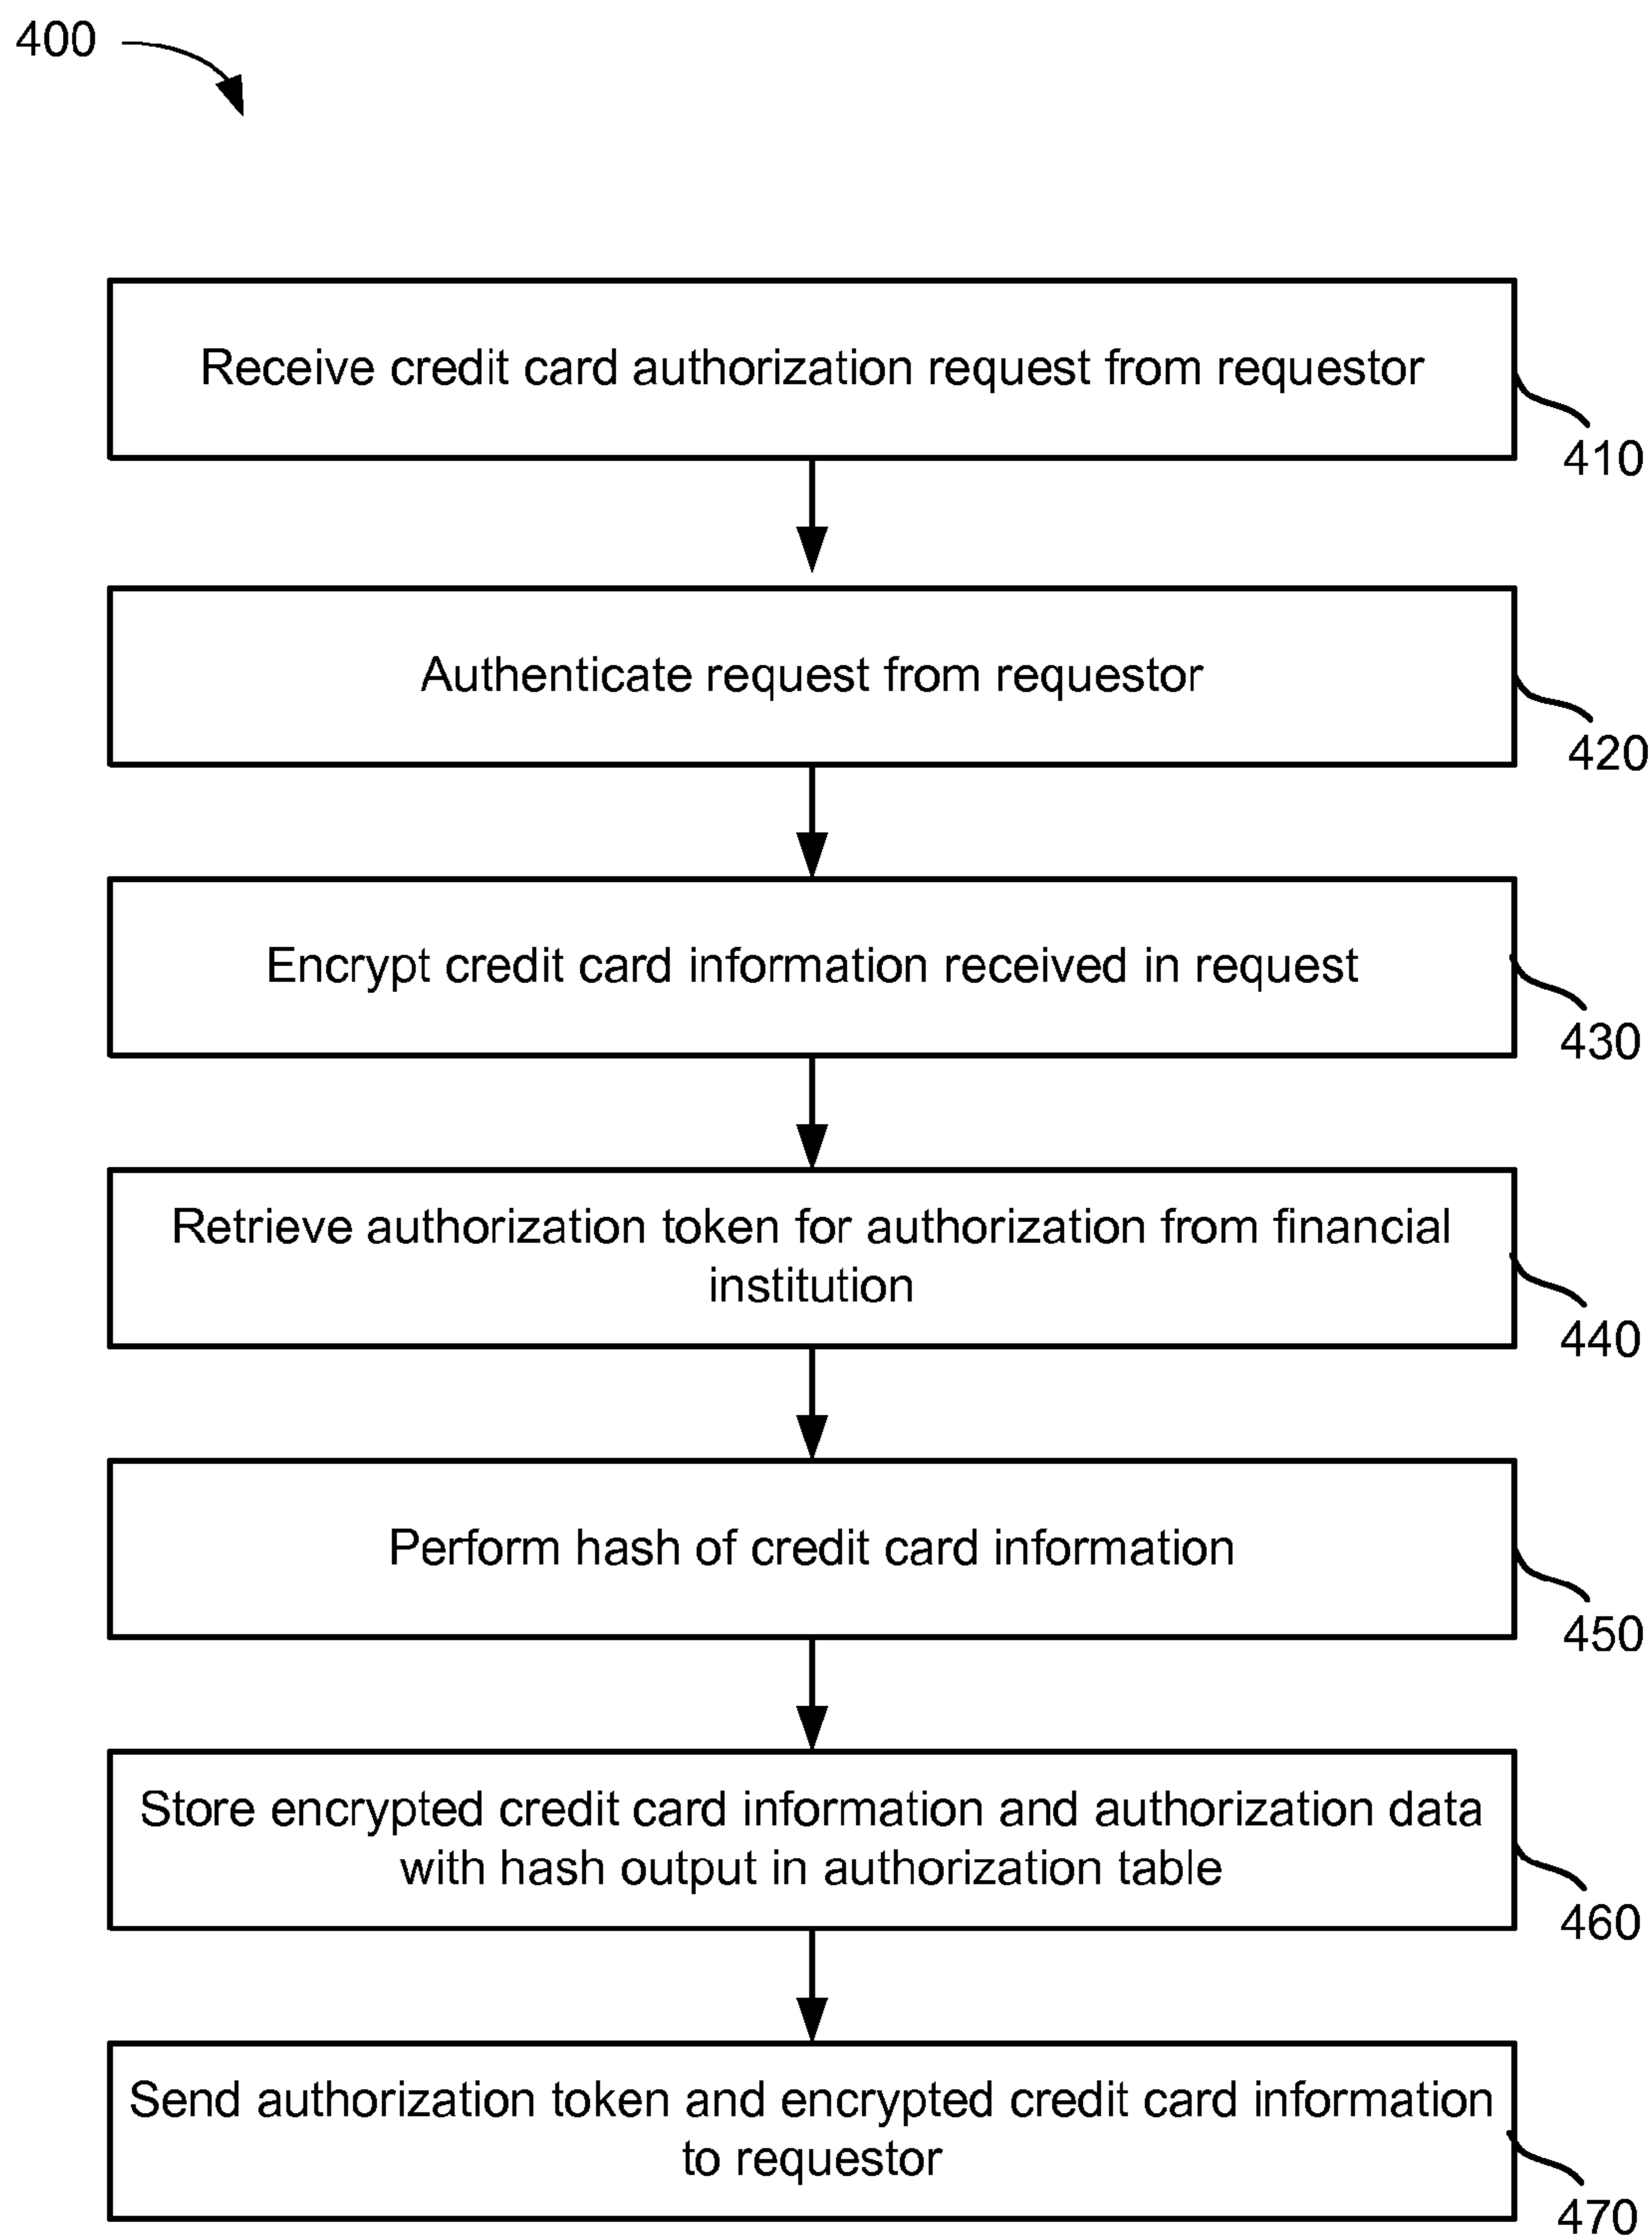 400
Receive credit card authorization request from requestor
410
Authenticate request from requestor
420
Encrypt credit card information received in request
430
Retrieve authorization token for authorization from financial
institution
440
Perform hash of credit card information
450
Store encrypted credit card information and authorization data
with hash output in authorization table
460
Send authorization token and encrypted credit card information
to requestor
470